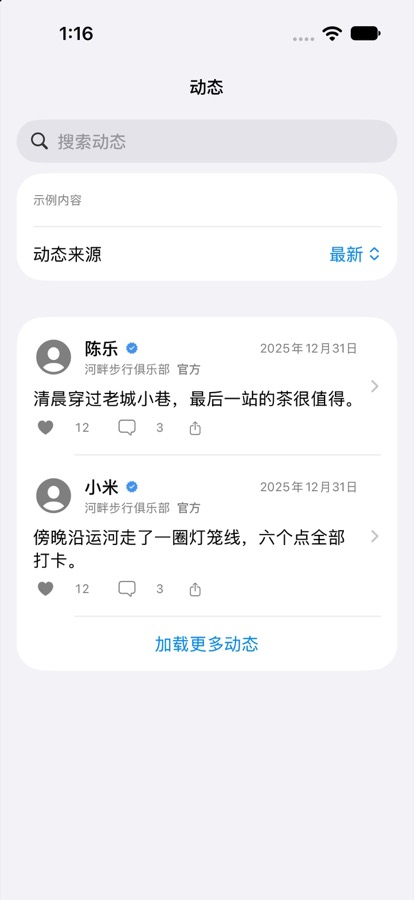 1:16
动态
搜索动态
示例内容
动态来源 最新
陈乐 2025年12月31日
河畔步行俱乐部 官方
清晨穿过老城小巷，最后一站的茶很值得。
12 3
小米 2025年12月31日
河畔步行俱乐部 官方
傍晚沿运河走了一圈灯笼线，六个点全部
打卡。
12 3
加载更多动态